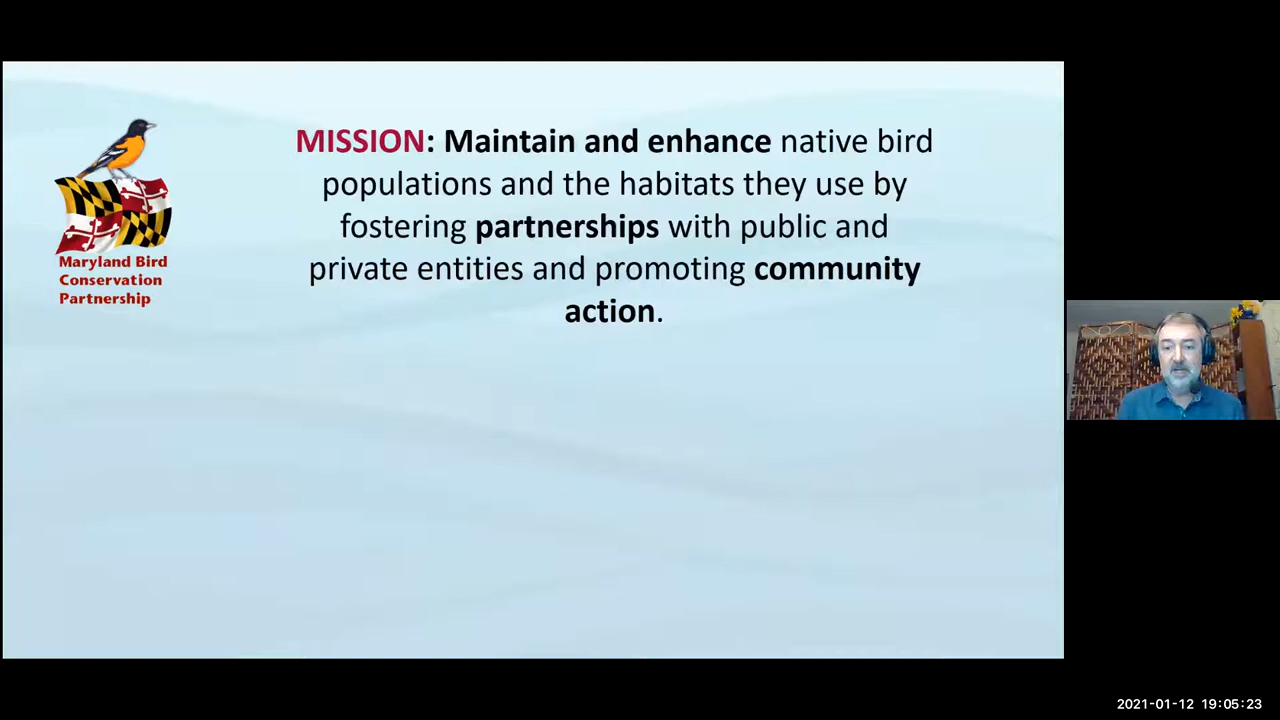 MISSION: Maintain and enhance native bird
populations and the habitats they use by
fostering partnerships with public and
private entities and promoting community
action.
Maryland Bird
Conservation
Partnership
2021-01-12 19:05:23